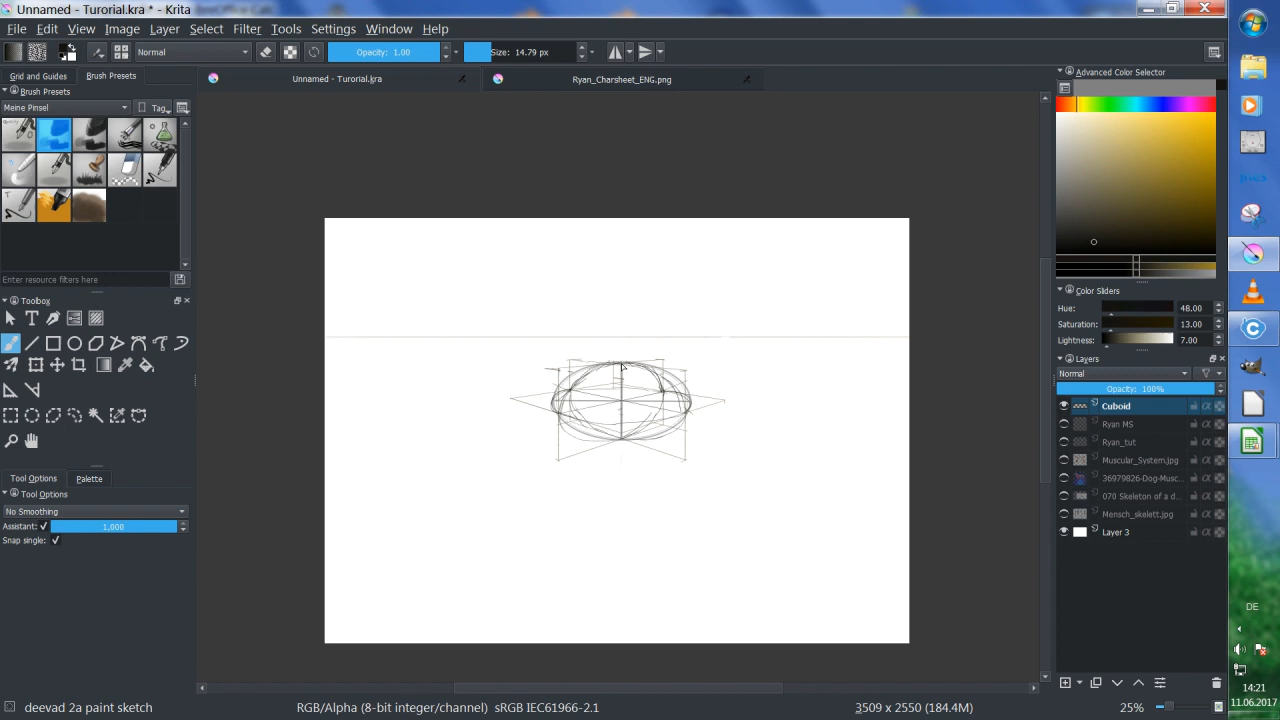 Unnamed - Turorial.kra * - Krita
File Edit View Image Layer Select Filter Tools Settings Window Help
Normal Opacity: 1.00 Size: 14.79 px
Grid and Guides Brush Presets
Unnamed - Turorial.kra Ryan_Charsheet_ENG.png
Brush Presets
Meine Pinsel Tag
Enter resource filters here
Toolbox
Tool Options Palette
Tool Options
No Smoothing
Assistant: 1,000
Snap single:
Advanced Color Selector
Color Sliders
Hue: 48.00
Saturation: 13.00
Lightness: 7.00
Layers
Normal
Opacity: 100%
Cuboid
Ryan MS
Ryan_tut
Muscular_System.jpg
36979826-Dog-Musc...
070 Skeleton of a d...
Mensch_skelett.jpg
Layer 3
DE
14:21
11.06.2017
deevad 2a paint sketch RGB/Alpha (8-bit integer/channel) sRGB IEC61966-2.1 3509 x 2550 (184.4M) 25%